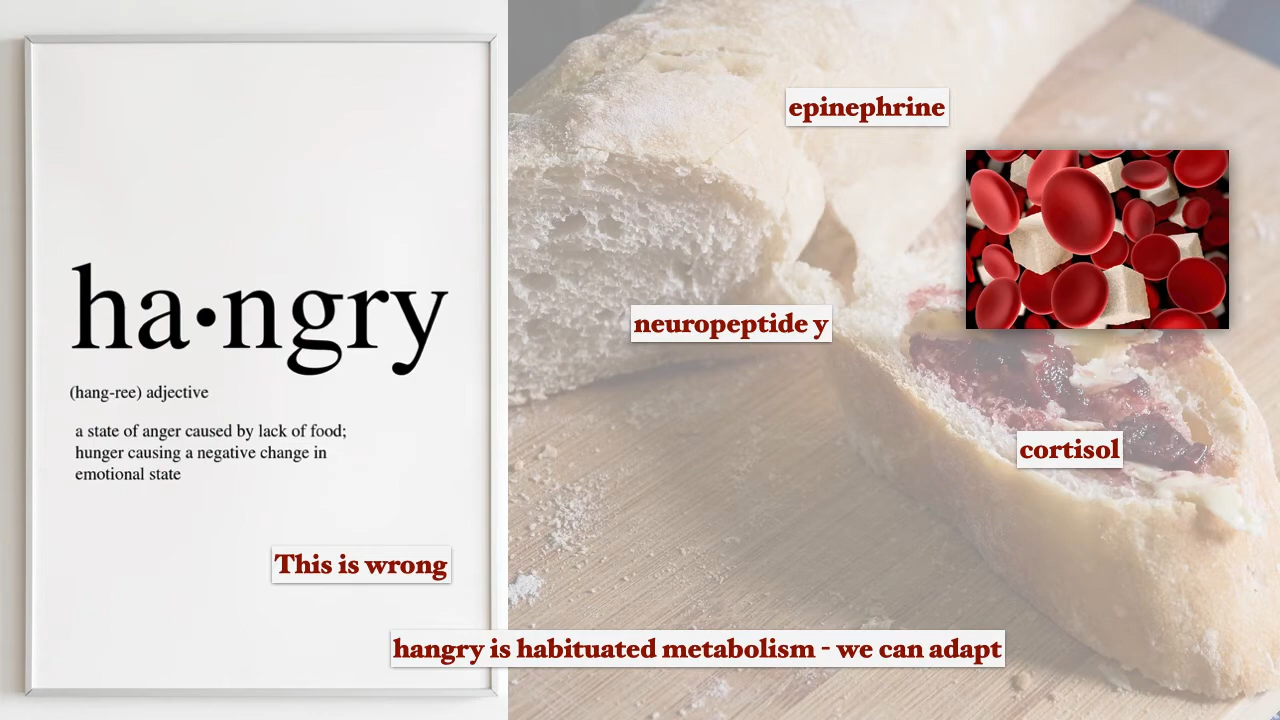 ha•ngry
(hang-ree) adjective
a state of anger caused by lack of food;
hunger causing a negative change in
emotional state
This is wrong
epinephrine
neuropeptide y
cortisol
hangry is habituated metabolism - we can adapt